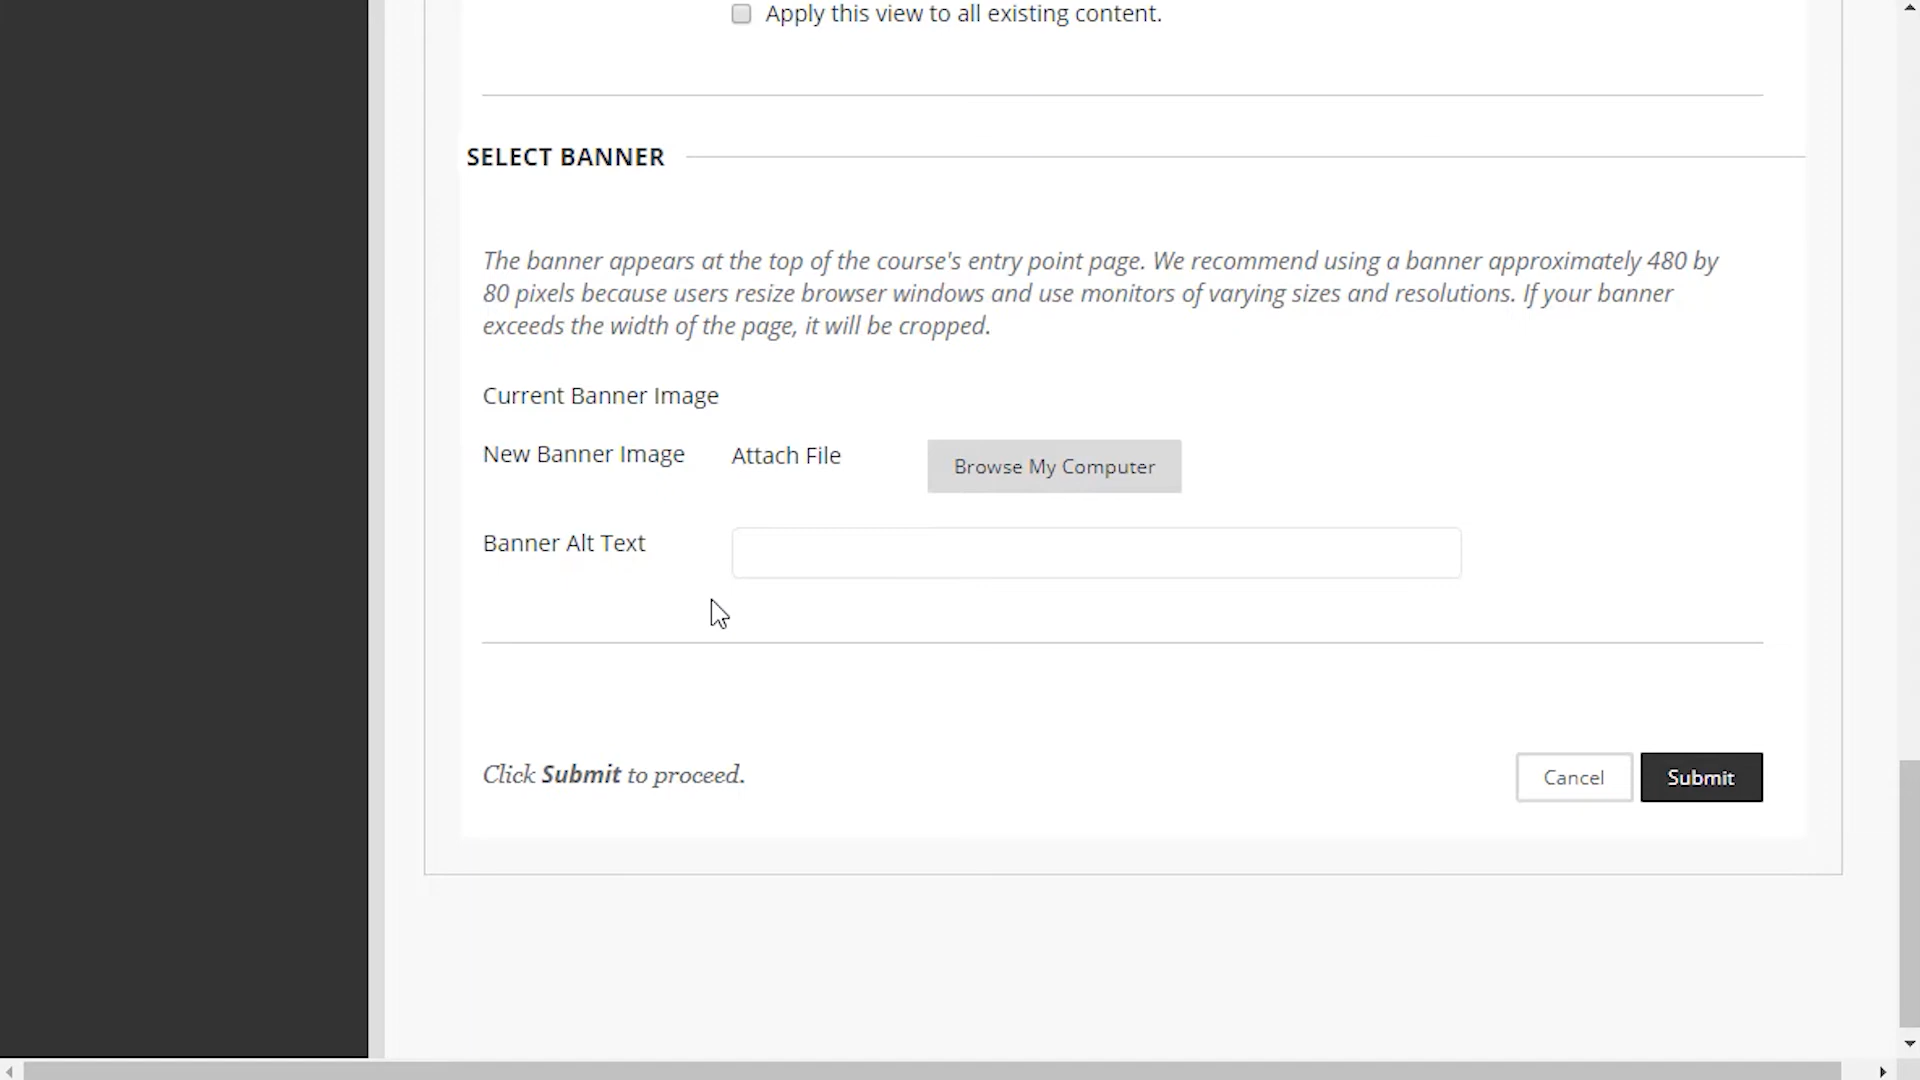 Apply this view to all existing content.
SELECT BANNER
The banner appears at the top of the course's entry point page. We recommend using a banner approximately 480 by
80 pixels because users resize browser windows and use monitors of varying sizes and resolutions. If your banner
exceeds the width of the page, it will be cropped.
Current Banner Image
New Banner Image Attach File Browse My Computer
Banner Alt Text
Click Submit to proceed. Cancel Submit